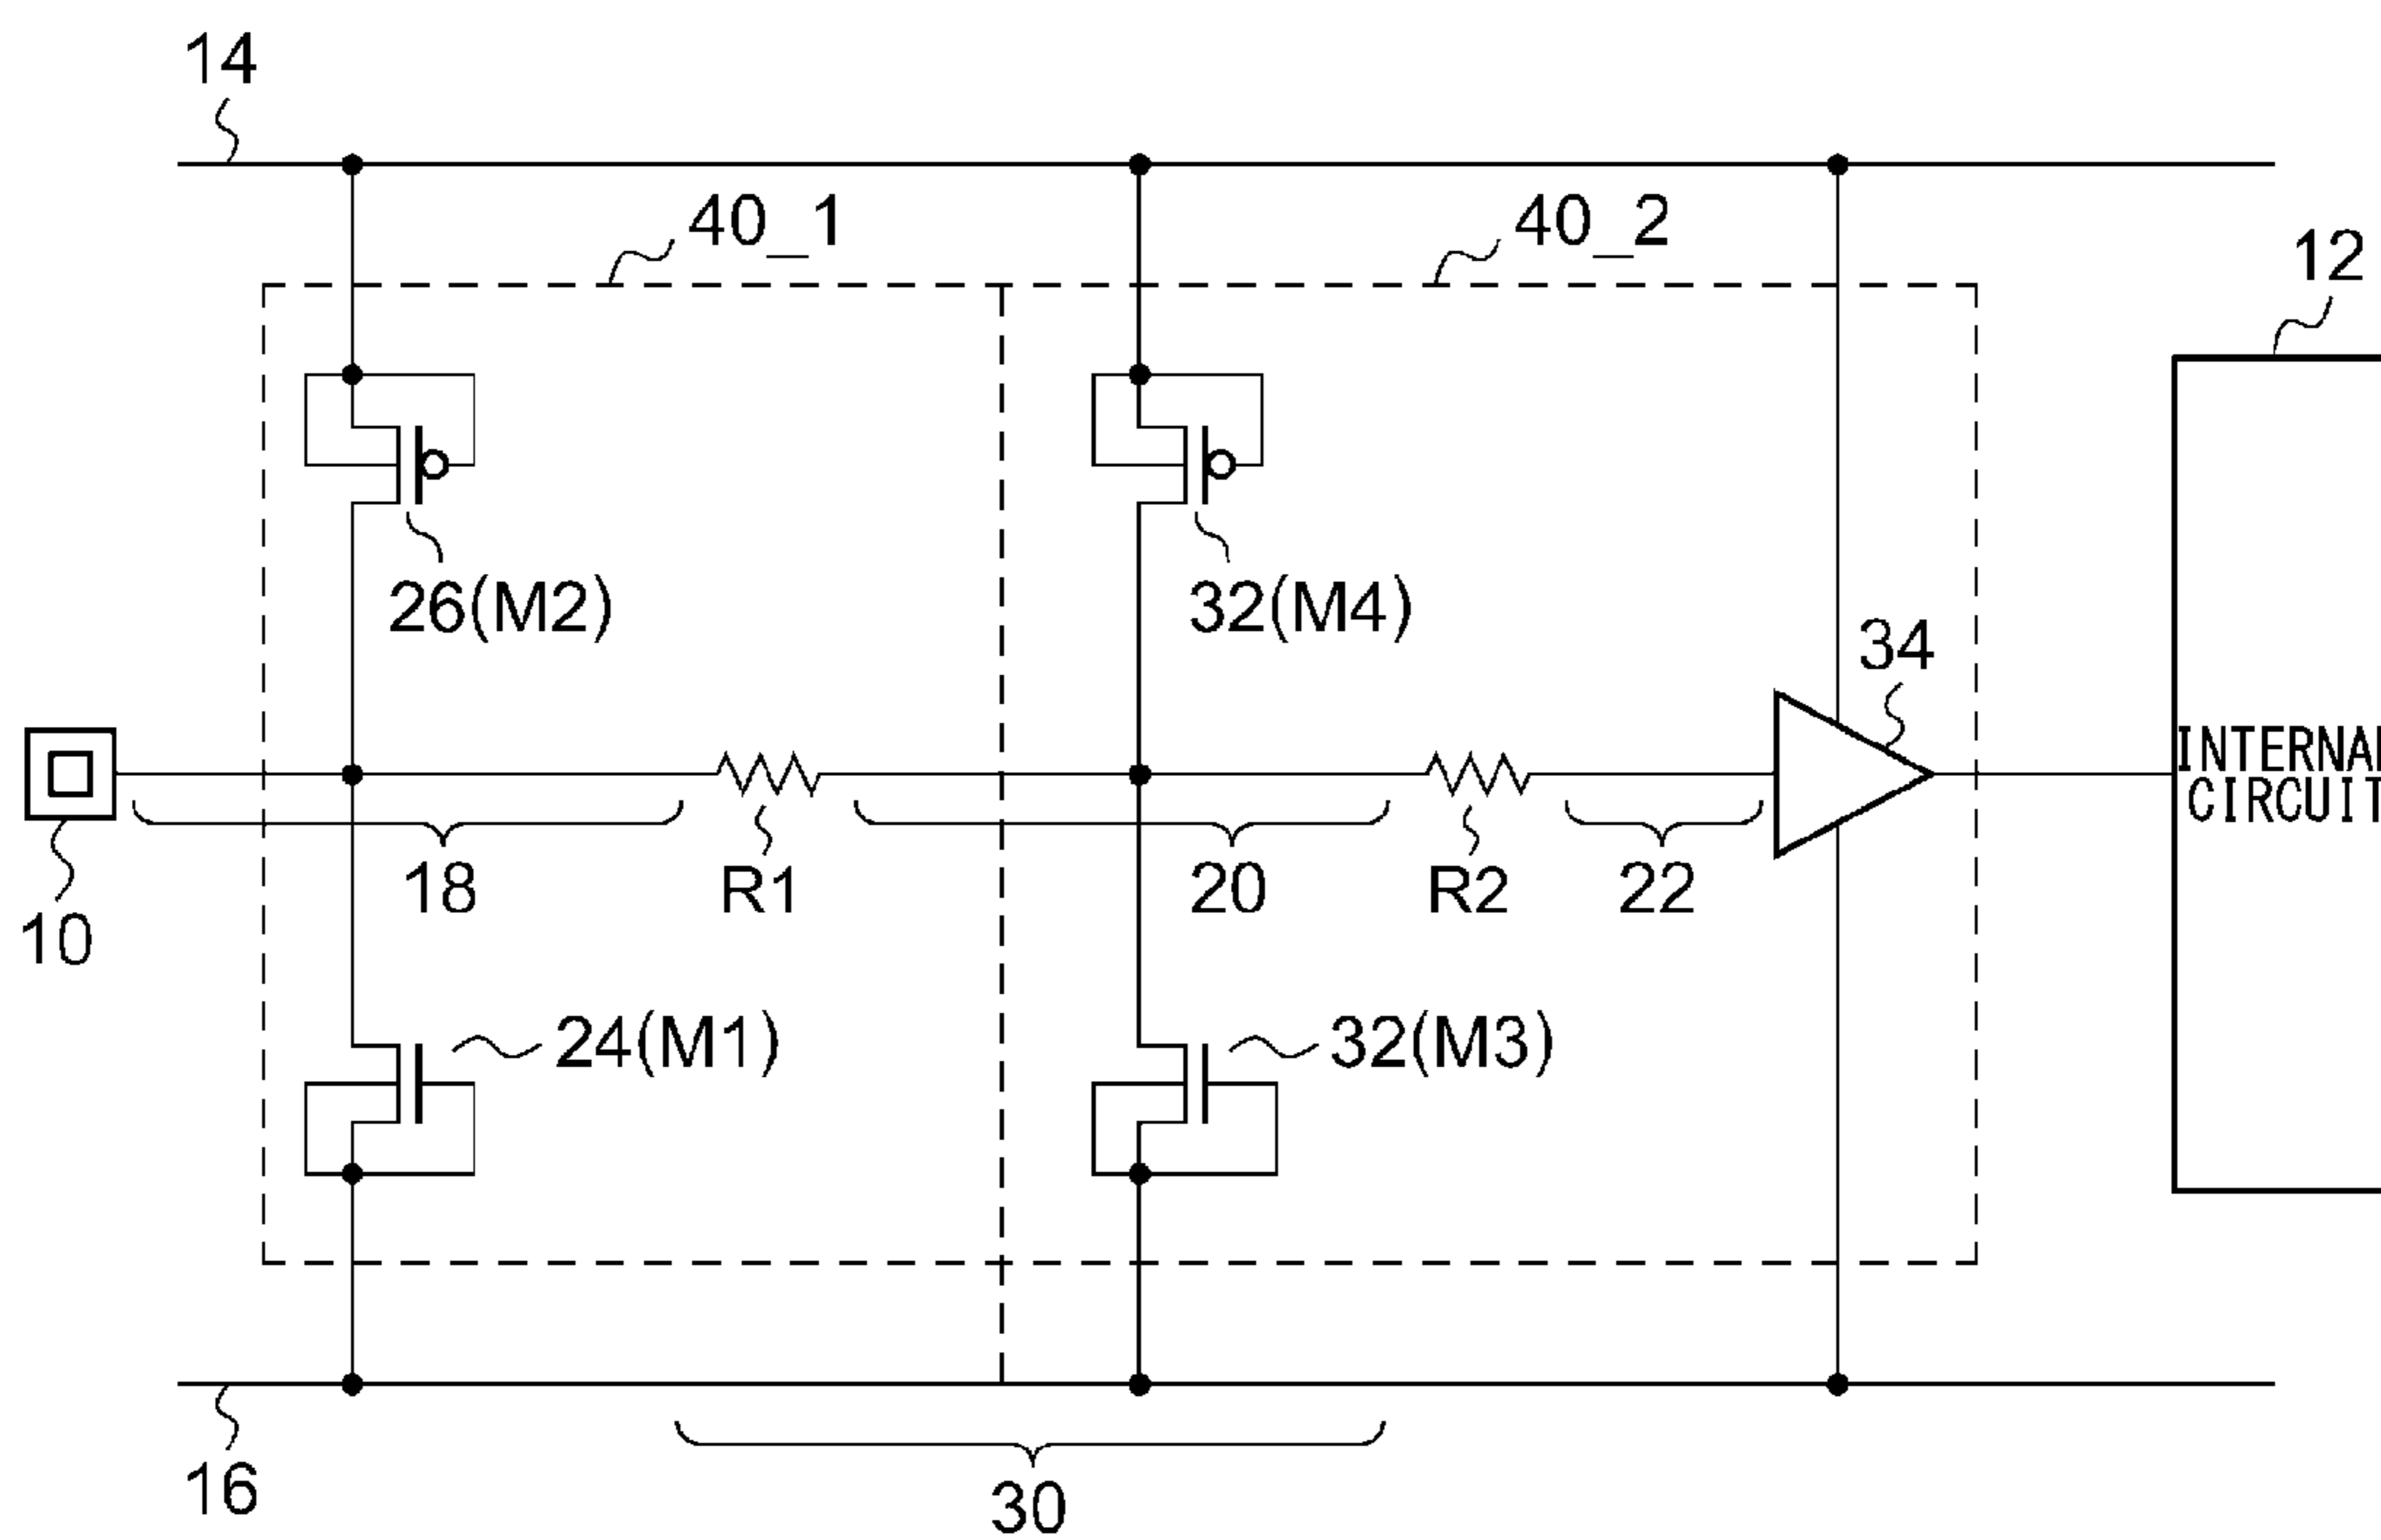 14
40_1
40_2
12
26(M2)
32(M4)
34
INTERNAL
CIRCUIT
18
R1
20
R2
22
10
24(M1)
32(M3)
16
30